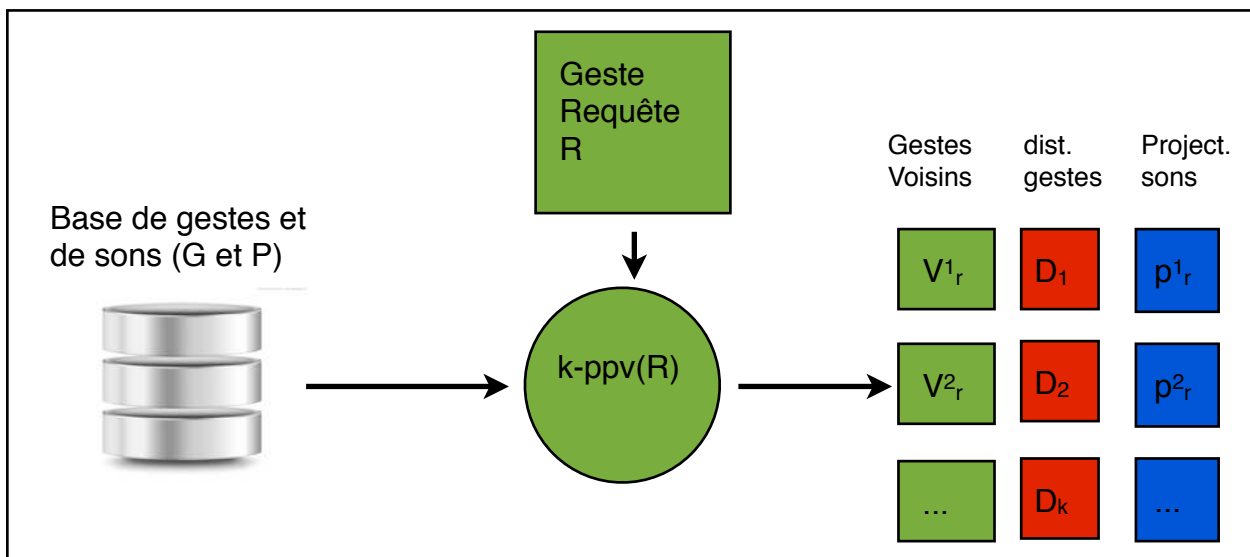 Geste
Requête
R
Gestes
Voisins
dist.
gestes
Project.
sons
Base de gestes et
de sons (G et P)
V¹ᵣ
D₁
p¹ᵣ
k-ppv(R)
V²ᵣ
D₂
p²ᵣ
...
Dₖ
...